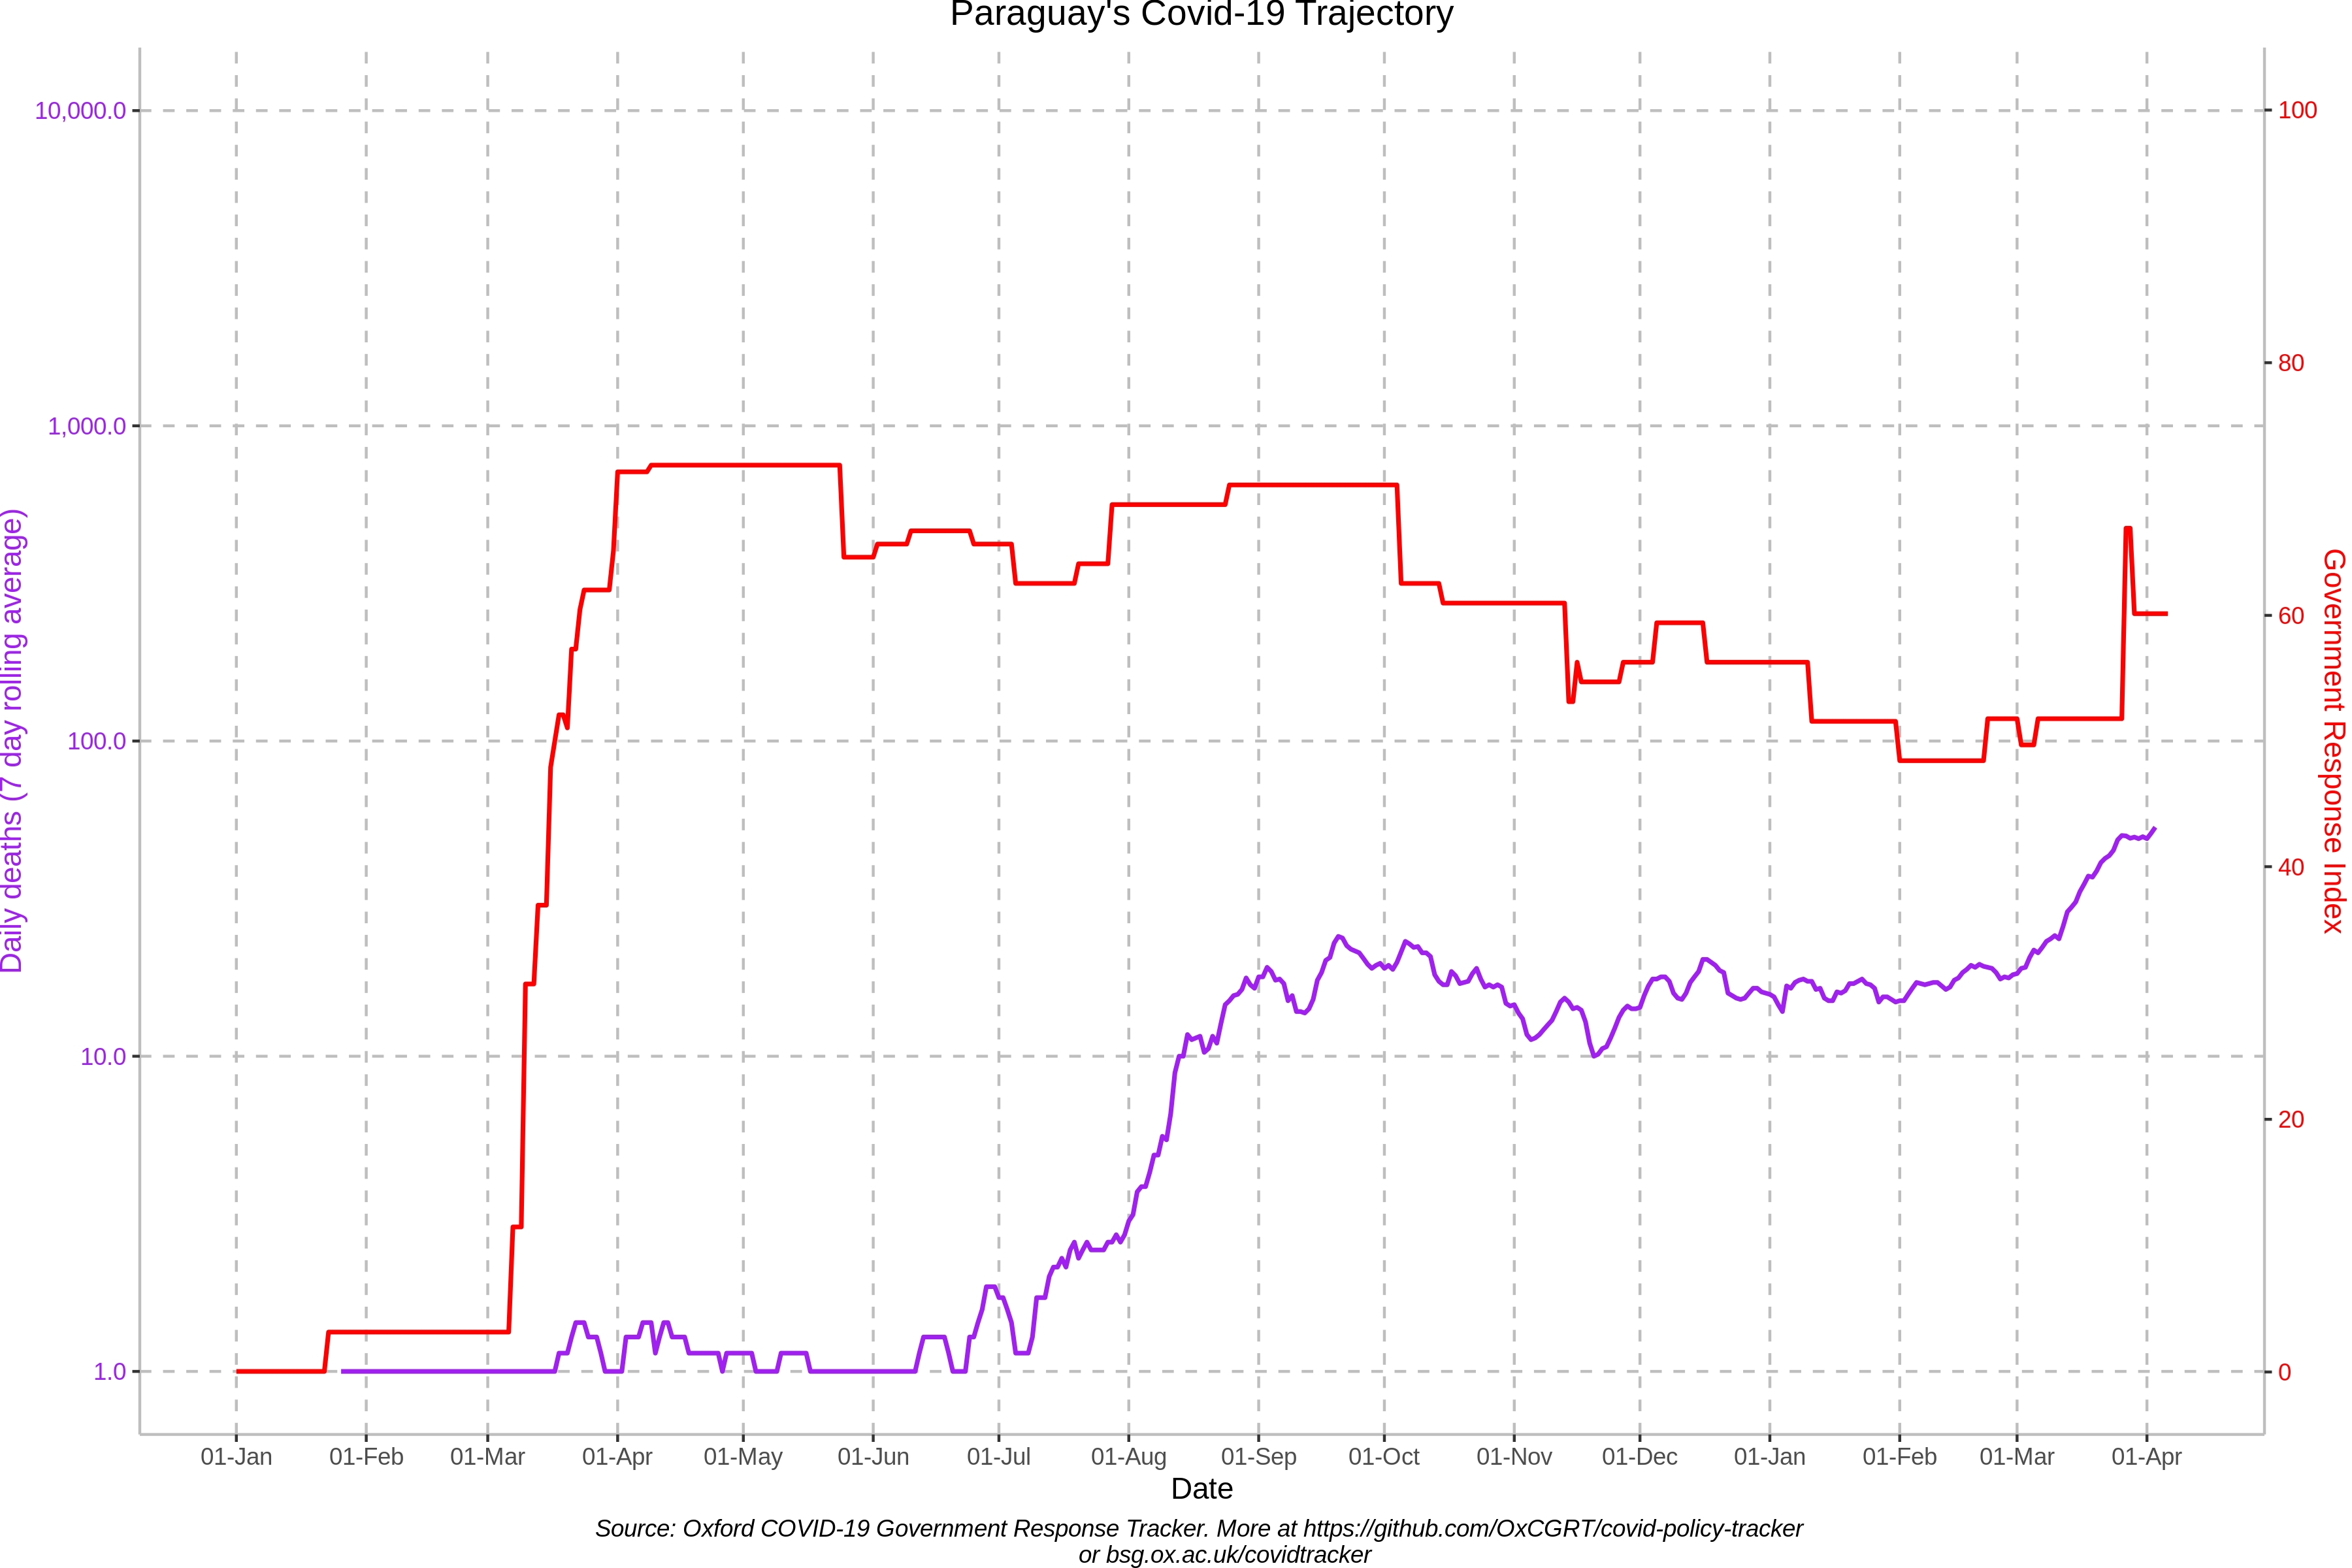 Paraguay's Covid-19 Trajectory
10,000.0
1,000.0
100.0
10.0
1.0
Daily deaths (7 day rolling average)
100
80
60
40
20
0
Government Response Index
01-Jan 01-Feb 01-Mar 01-Apr 01-May 01-Jun 01-Jul 01-Aug 01-Sep 01-Oct 01-Nov 01-Dec 01-Jan 01-Feb 01-Mar 01-Apr
Date
Source: Oxford COVID-19 Government Response Tracker. More at https://github.com/OxCGRT/covid-policy-tracker
or bsg.ox.ac.uk/covidtracker